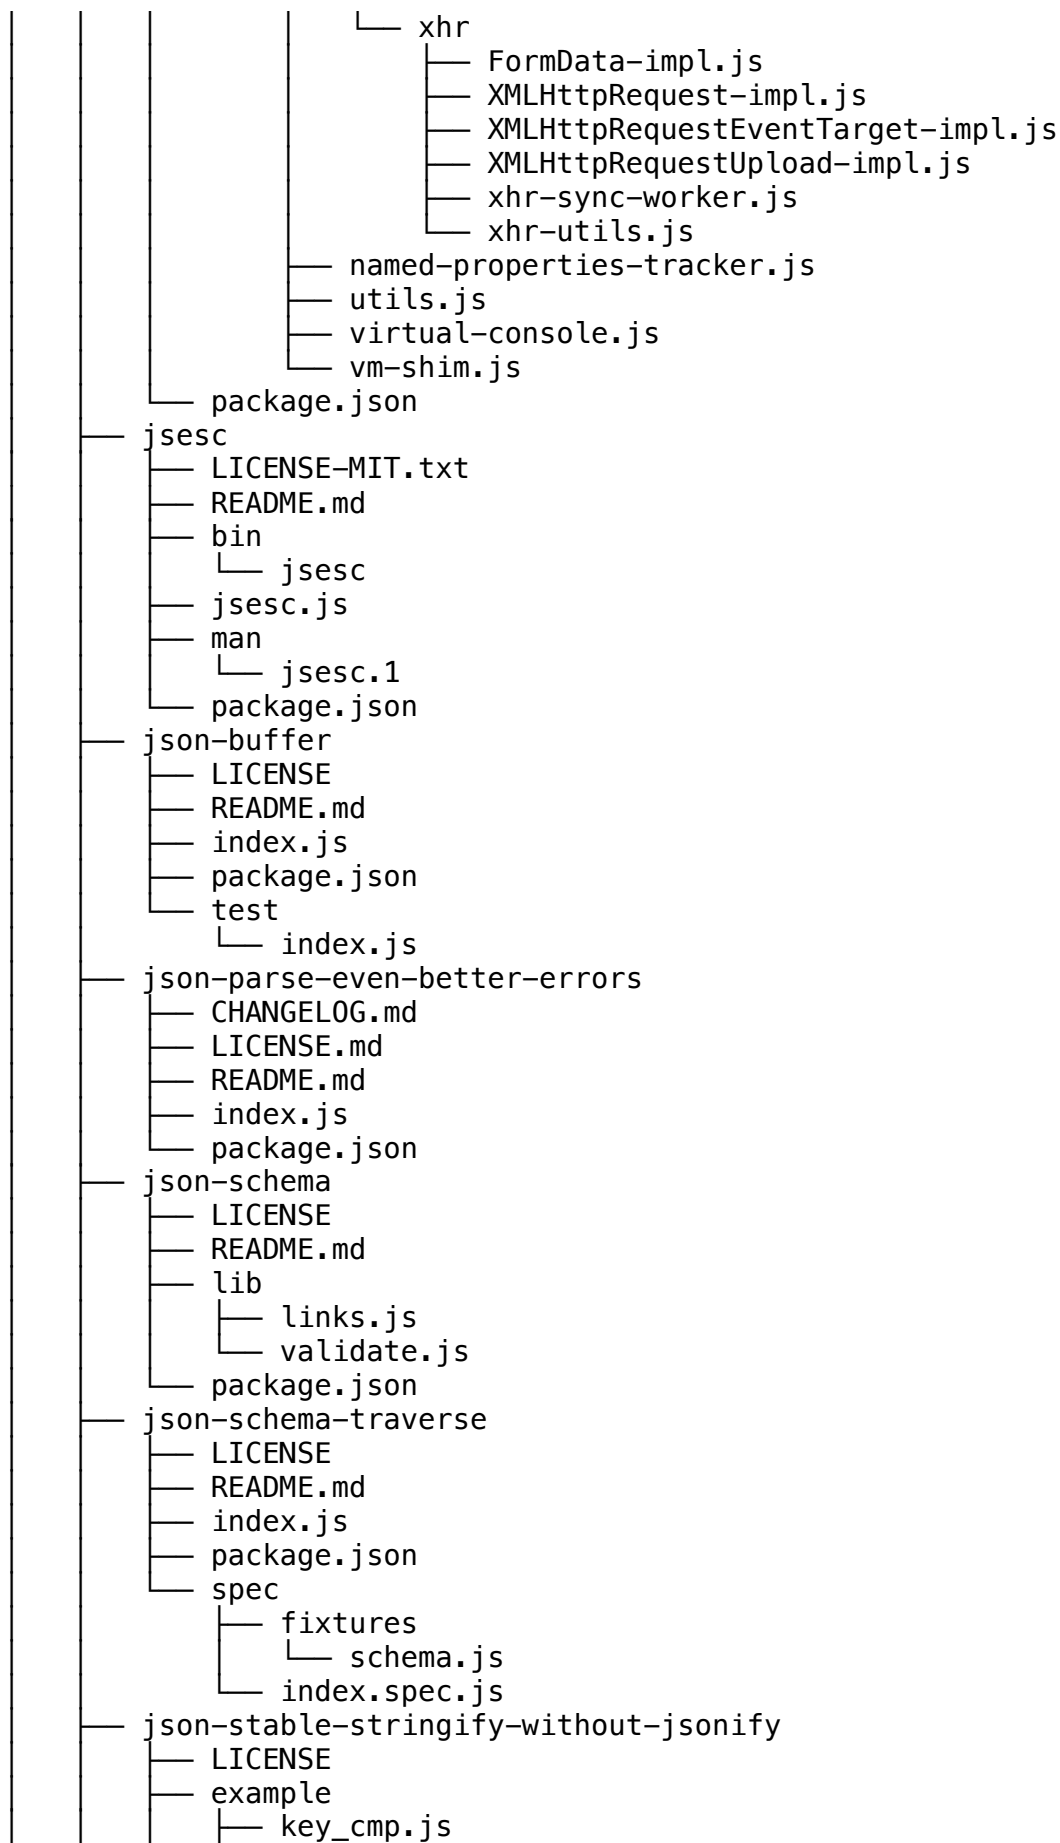 │   │   │       │   └── xhr
│   │   │       │       ├── FormData-impl.js
│   │   │       │       ├── XMLHttpRequest-impl.js
│   │   │       │       ├── XMLHttpRequestEventTarget-impl.js
│   │   │       │       ├── XMLHttpRequestUpload-impl.js
│   │   │       │       ├── xhr-sync-worker.js
│   │   │       │       └── xhr-utils.js
│   │   │       ├── named-properties-tracker.js
│   │   │       ├── utils.js
│   │   │       ├── virtual-console.js
│   │   │       └── vm-shim.js
│   │   └── package.json
│   ├── jsesc
│   │   ├── LICENSE-MIT.txt
│   │   ├── README.md
│   │   ├── bin
│   │   │   └── jsesc
│   │   ├── jsesc.js
│   │   ├── man
│   │   │   └── jsesc.1
│   │   └── package.json
│   ├── json-buffer
│   │   ├── LICENSE
│   │   ├── README.md
│   │   ├── index.js
│   │   ├── package.json
│   │   └── test
│   │       └── index.js
│   ├── json-parse-even-better-errors
│   │   ├── CHANGELOG.md
│   │   ├── LICENSE.md
│   │   ├── README.md
│   │   ├── index.js
│   │   └── package.json
│   ├── json-schema
│   │   ├── LICENSE
│   │   ├── README.md
│   │   ├── lib
│   │   │   ├── links.js
│   │   │   └── validate.js
│   │   └── package.json
│   ├── json-schema-traverse
│   │   ├── LICENSE
│   │   ├── README.md
│   │   ├── index.js
│   │   ├── package.json
│   │   └── spec
│   │       ├── fixtures
│   │       │   └── schema.js
│   │       └── index.spec.js
│   ├── json-stable-stringify-without-jsonify
│   │   ├── LICENSE
│   │   ├── example
│   │   │   ├── key_cmp.js